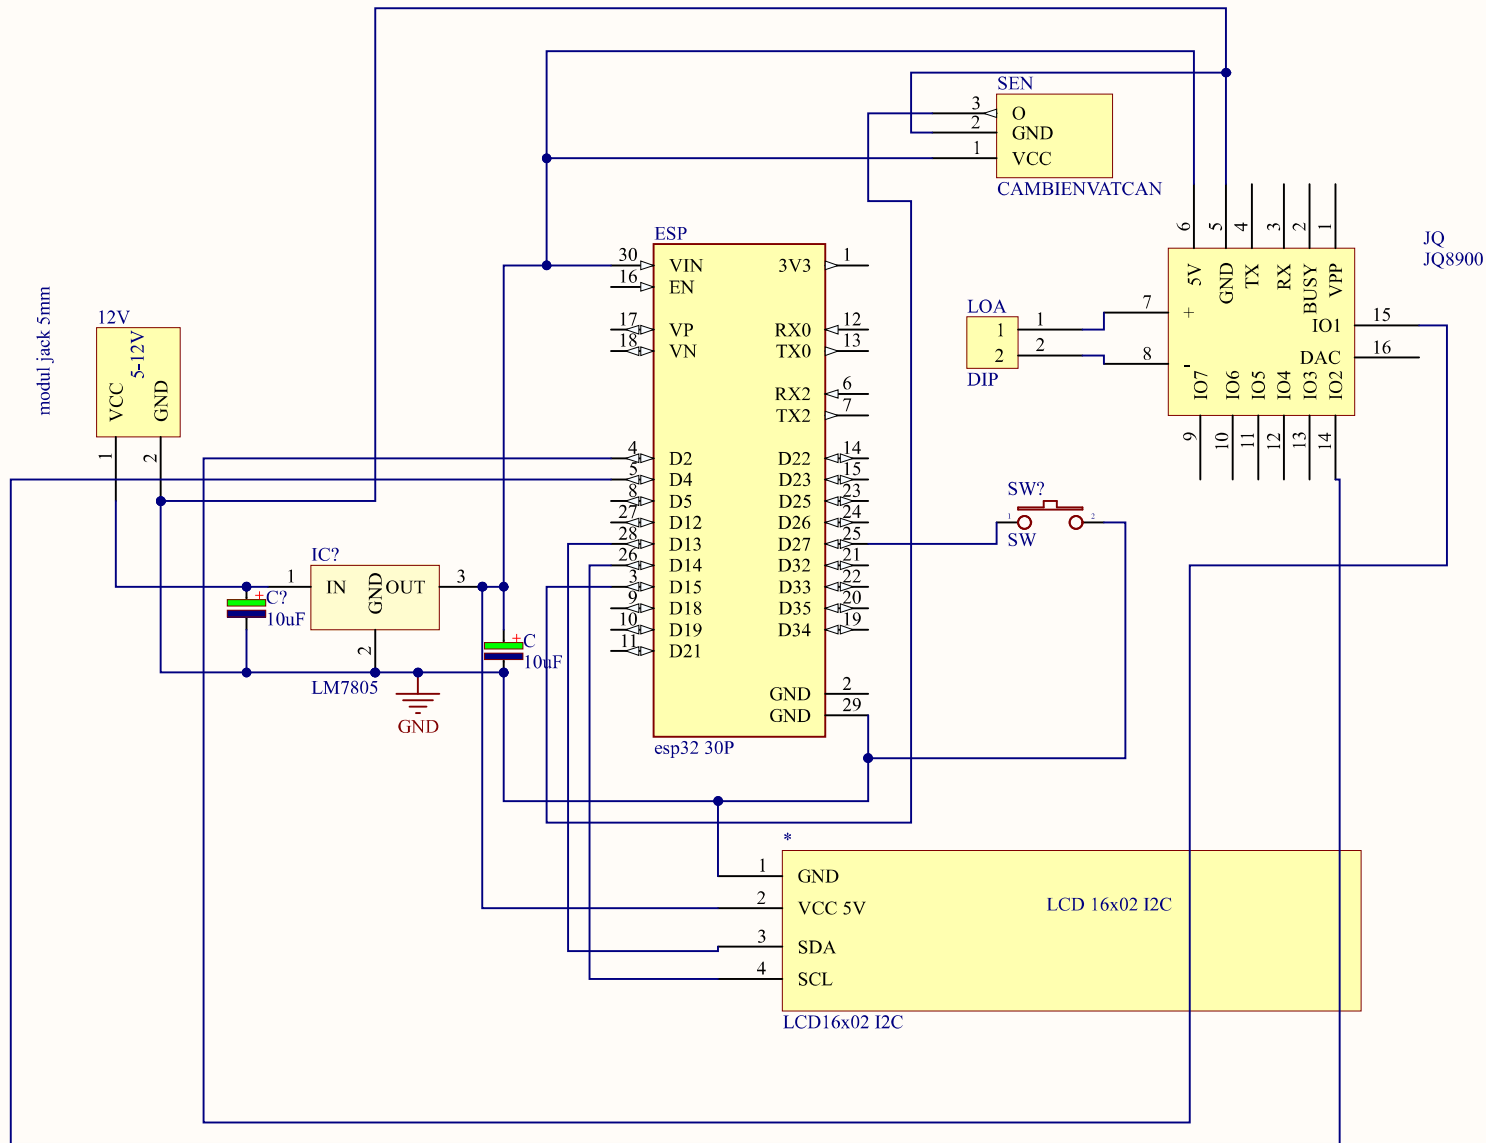 SEN
3
O
2
GND
1
VCC
CAMBIENVATCAN
6
5
4
3
2
1
5V
GND
TX
RX
BUSY
VPP
JQ
JQ8900
7
+
8
-
15
IO1
16
DAC
IO7
IO6
IO5
IO4
IO3
IO2
9
10
11
12
13
14
LOA
1
1
2
2
DIP
ESP
30
VIN
16
EN
17
VP
18
VN
4
D2
5
D4
8
D5
27
D12
28
D13
26
D14
3
D15
9
D18
10
D19
11
D21
3V3
1
RX0
12
TX0
13
RX2
6
TX2
7
D22
14
D23
15
D25
23
D26
24
D27
25
D32
21
D33
22
D35
20
D34
19
GND
2
GND
29
esp32 30P
modul jack 5mm
12V
5-12V
VCC
GND
1
2
IC?
1
IN
GND
OUT
3
2
LM7805
+
C?
10uF
+
C
10uF
GND
SW?
1
2
SW
*
1
GND
2
VCC 5V
3
SDA
4
SCL
LCD 16x02 I2C
LCD16x02 I2C